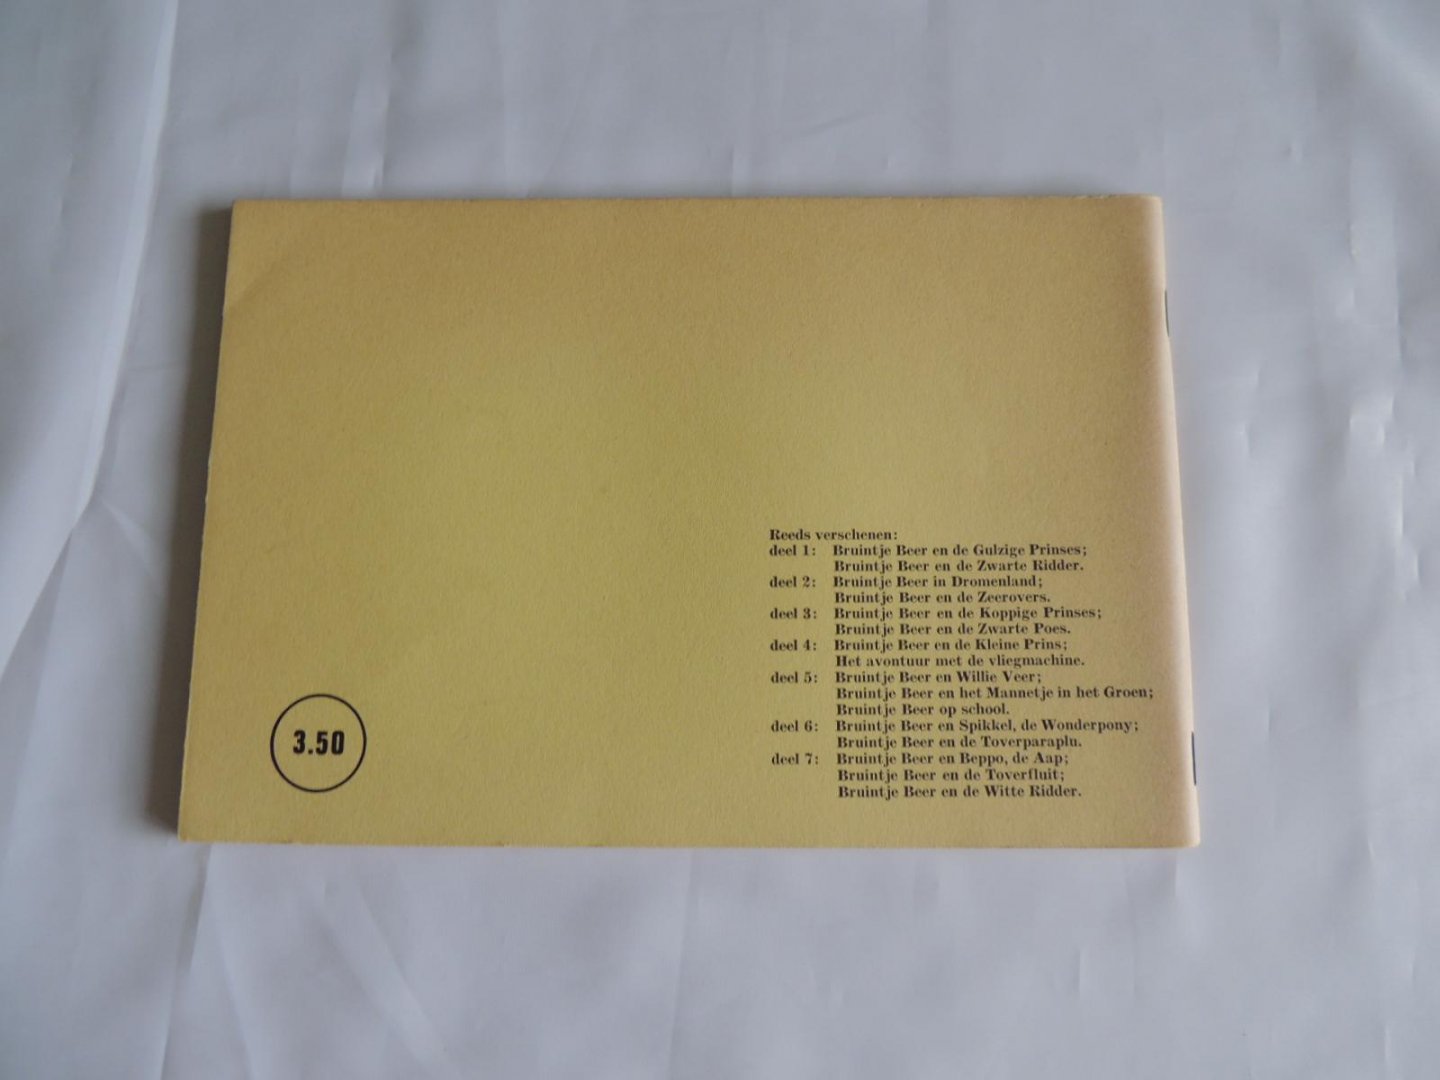 Reeds verschenen:
deel 1: Bruintje Beer en de Gulzige Prinses;
Bruintje Beer en de Zwarte Ridder.
deel 2: Bruintje Beer in Dromenland;
Bruintje Beer en de Zeerovers.
deel 3: Bruintje Beer en de Koppige Prinses;
Bruintje Beer en de Zwarte Poes.
deel 4: Bruintje Beer en de Kleine Prins;
Het avontuur met de vliegmachine.
deel 5: Bruintje Beer en Willie Veer;
Bruintje Beer en het Mannetje in het Groen;
Bruintje Beer op school.
deel 6: Bruintje Beer en Spikkel, de Wonderpony;
Bruintje Beer en de Toverparaplu.
deel 7: Bruintje Beer en Beppo, de Aap;
Bruintje Beer en de Toverfluit;
Bruintje Beer en de Witte Ridder.
3.50